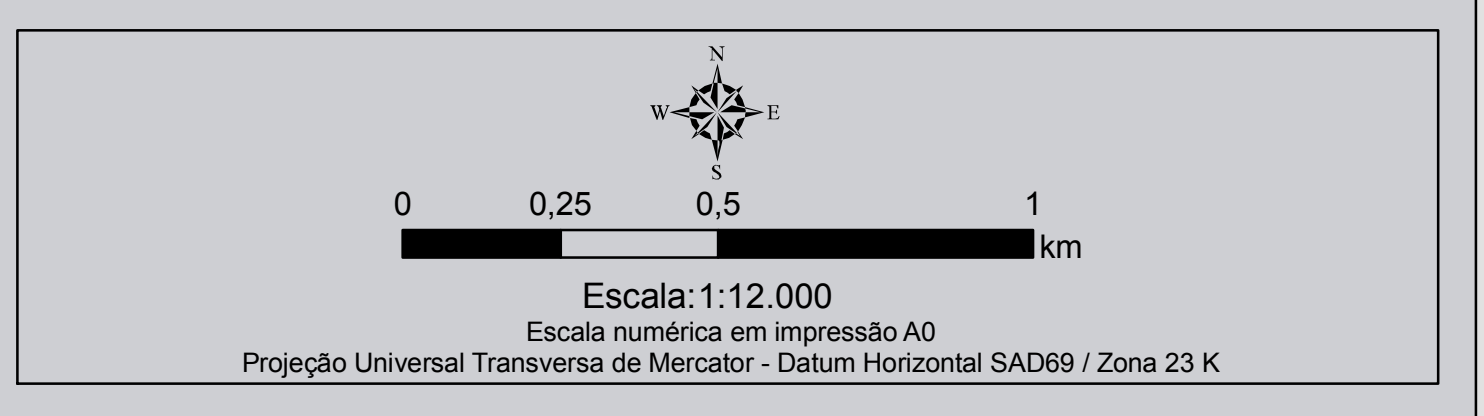 N
W E
S
0 0,25 0,5 1
km
Escala:1:12.000
Escala numérica em impressão A0
Projeção Universal Transversa de Mercator - Datum Horizontal SAD69 / Zona 23 K